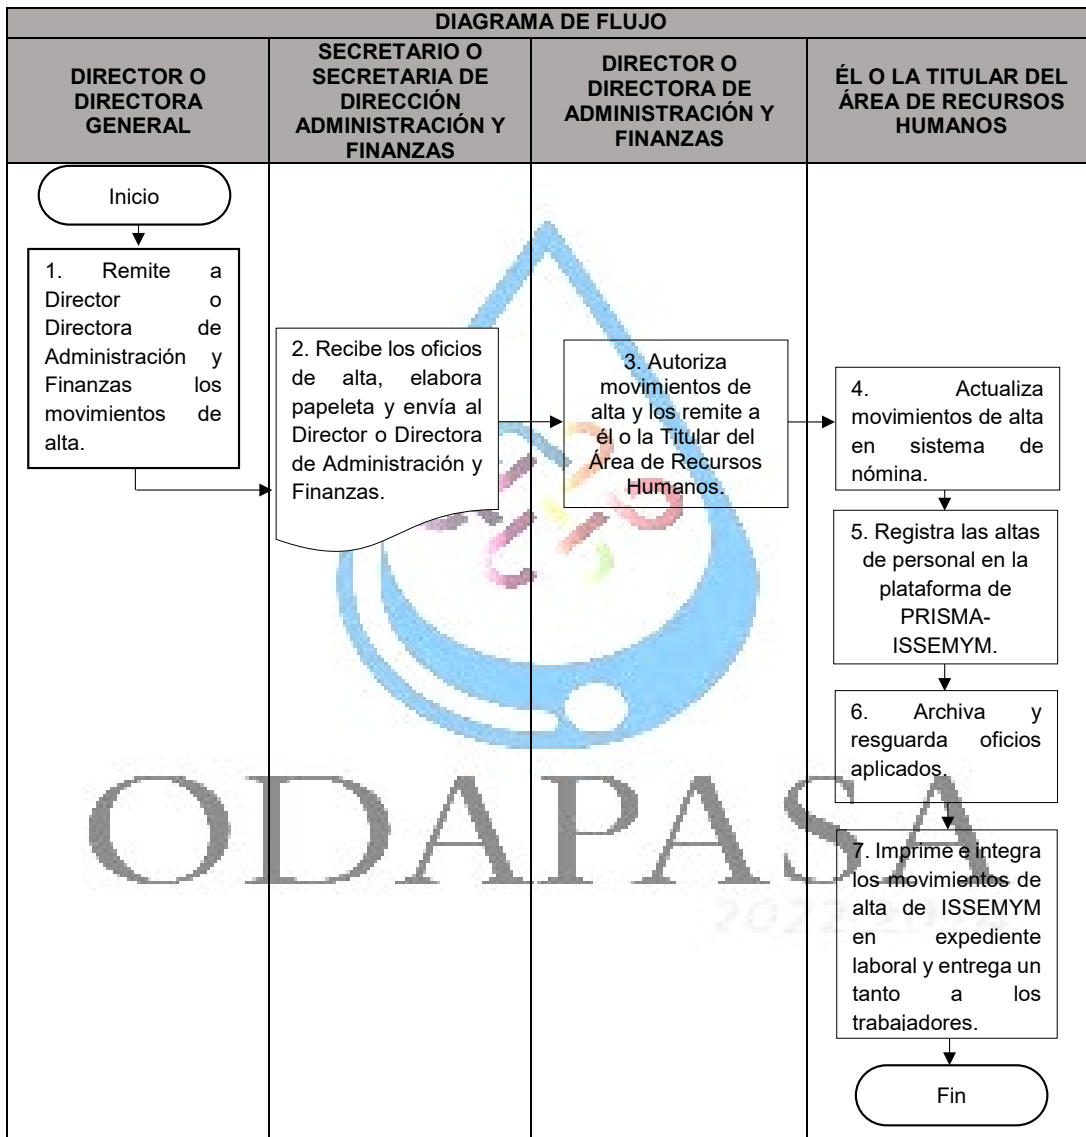 DIAGRAMA DE FLUJO
DIRECTOR O
DIRECTORA
GENERAL
SECRETARIO O
SECRETARIA DE
DIRECCIÓN
ADMINISTRACIÓN Y
FINANZAS
DIRECTOR O
DIRECTORA DE
ADMINISTRACIÓN Y
FINANZAS
ÉL O LA TITULAR DEL
ÁREA DE RECURSOS
HUMANOS
Inicio
1. Remite a
Director o
Directora de
Administración y
Finanzas los
movimientos de
alta.
2. Recibe los oficios
de alta, elabora
papeleta y envía al
Director o Directora
de Administración y
Finanzas.
3. Autoriza
movimientos de
alta y los remite a
él o la Titular del
Área de Recursos
Humanos.
4. Actualiza
movimientos de alta
en sistema de
nómina.
5. Registra las altas
de personal en la
plataforma de
PRISMA-
ISSEMYM.
6. Archiva y
resguarda oficios
aplicados.
7. Imprime e integra
los movimientos de
alta de ISSEMYM
en expediente
laboral y entrega un
tanto a los
trabajadores.
Fin
ODAPASA